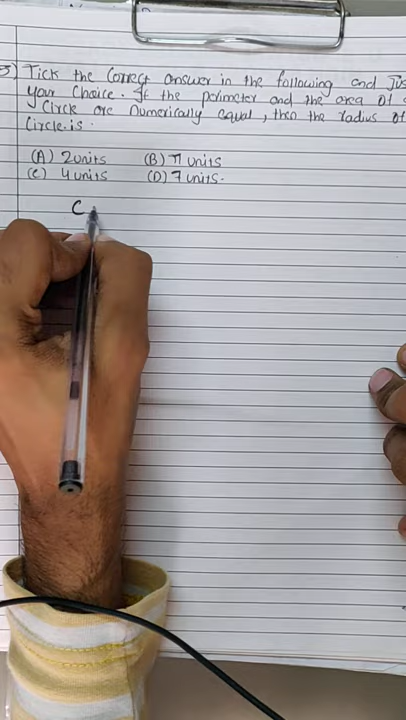 5) Tick the Correct answer in the following and Jus
your Choice. If the perimeter and the area of a
Circle are numerically equal, then the radius of
Circle is.
(A) 2units (B) π units
(C) 4units (D) 7 units.
C